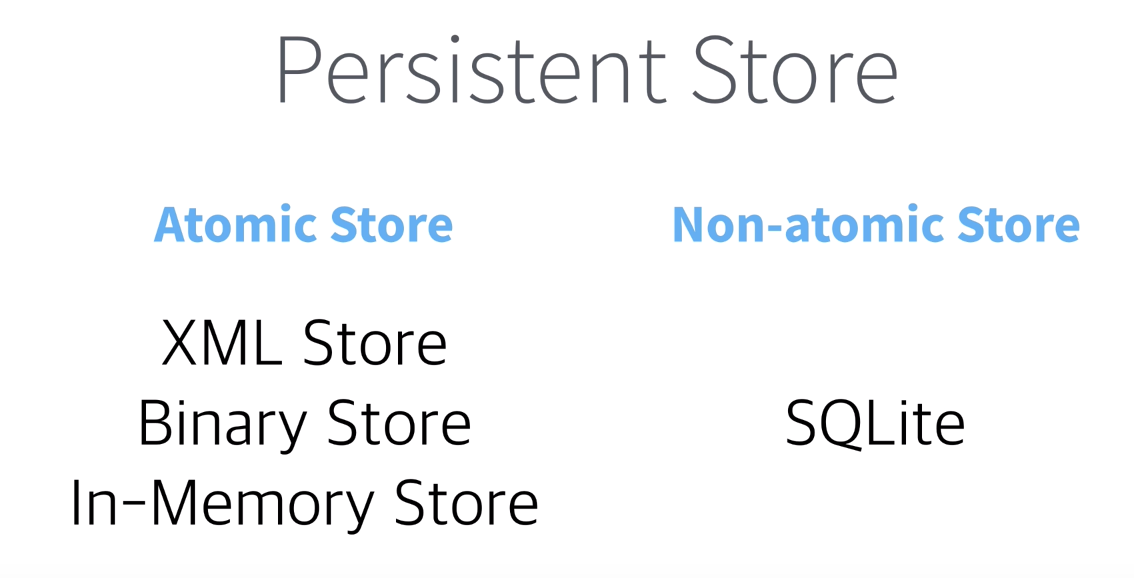 Persistent Store
Atomic Store
XML Store
Binary Store
In-Memory Store
Non-atomic Store
SQLite